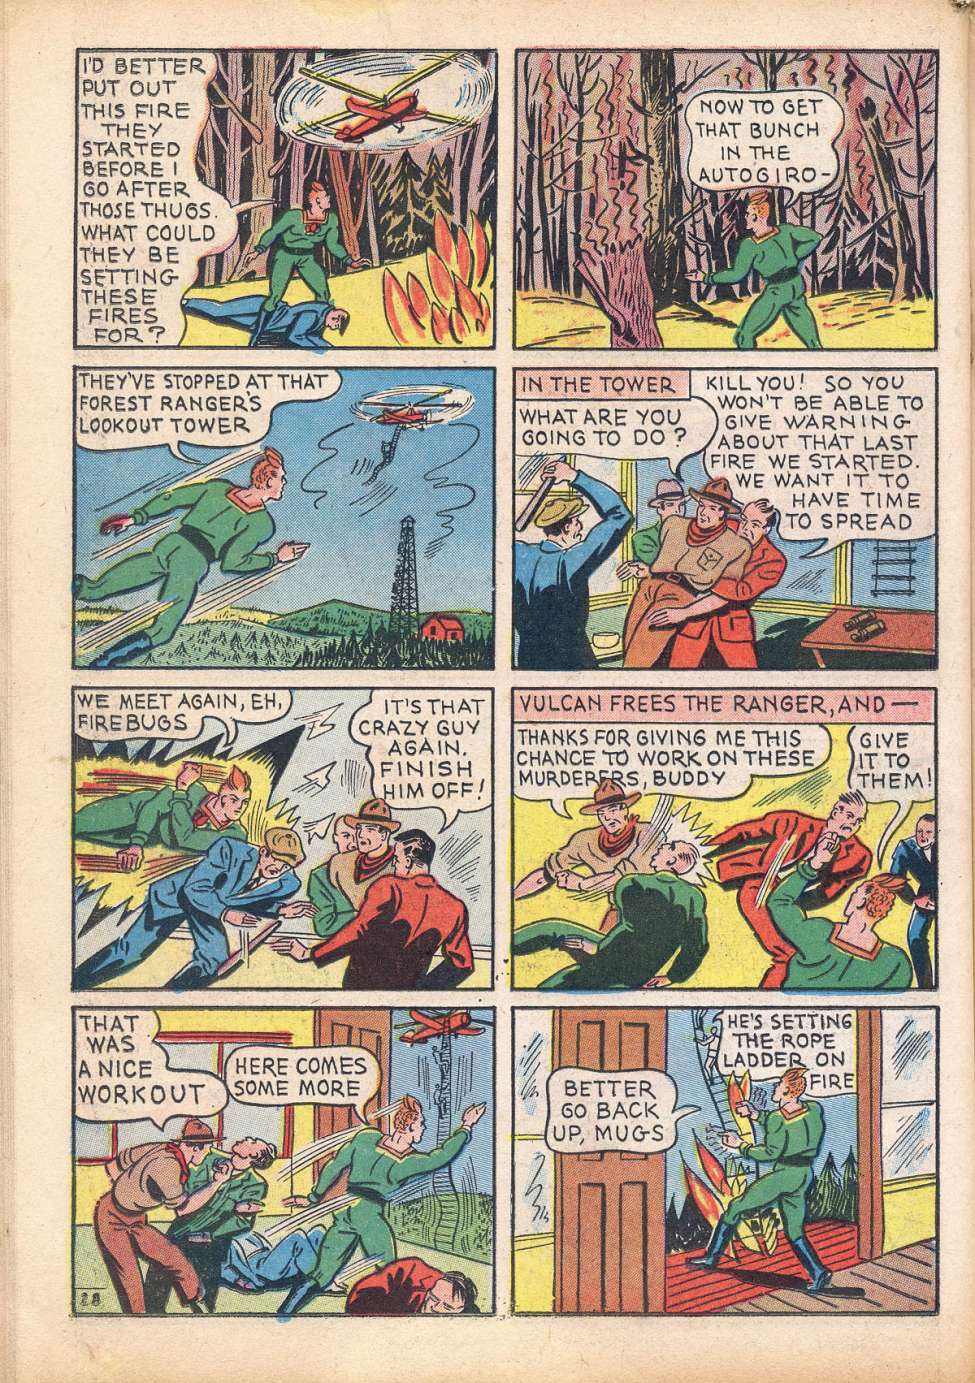 I'D BETTER
PUT OUT
THIS FIRE
THEY
STARTED
BEFORE I
GO AFTER
THOSE THUGS.
WHAT COULD
THEY BE
SETTING
THESE
FIRES
FOR?
NOW TO GET
THAT BUNCH
IN THE
AUTOGIRO-
THEY'VE STOPPED AT THAT
FOREST RANGER'S
LOOKOUT TOWER
IN THE TOWER
WHAT ARE YOU
GOING TO DO?
KILL YOU! SO YOU
WON'T BE ABLE TO
GIVE WARNING
ABOUT THAT LAST
FIRE WE STARTED.
WE WANT IT TO
HAVE TIME
TO SPREAD
WE MEET AGAIN, EH,
FIREBUGS
IT'S THAT
CRAZY GUY
AGAIN.
FINISH
HIM OFF!
VULCAN FREES THE RANGER, AND —
THANKS FOR GIVING ME THIS
CHANCE TO WORK ON THESE
MURDERERS, BUDDY
GIVE
IT TO
THEM!
THAT
WAS
A NICE
WORKOUT
HERE COMES
SOME MORE
28
BETTER
GO BACK
UP, MUGS
HE'S SETTING
THE ROPE
LADDER ON
FIRE